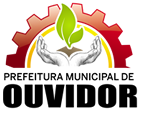 PREFEITURA MUNICIPAL DE
OUVIDOR